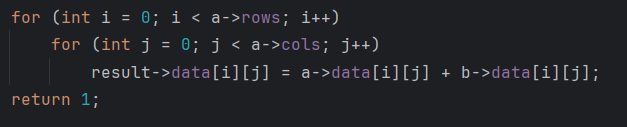 for (int i = 0; i < a->rows; i++)
    for (int j = 0; j < a->cols; j++)
        result->data[i][j] = a->data[i][j] + b->data[i][j];
return 1;